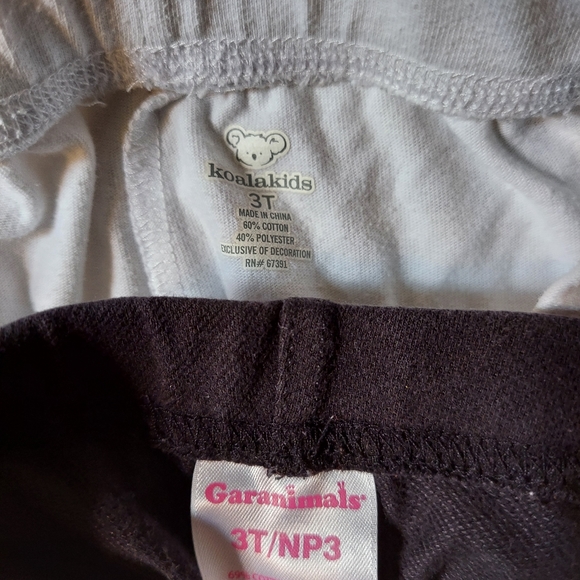 koalakids
3T
MADE IN CHINA
60% COTTON
40% POLYESTER
EXCLUSIVE OF DECORATION
RN# 67391
Garanimals
3T/NP3